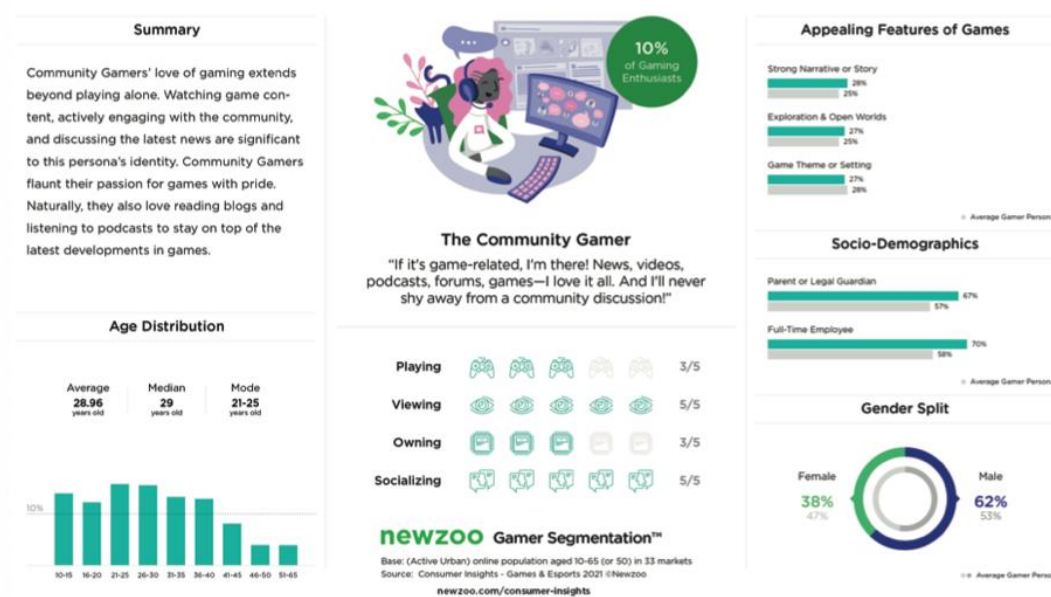 Summary
Community Gamers' love of gaming extends
beyond playing alone. Watching game con-
tent, actively engaging with the community,
and discussing the latest news are significant
to this persona's identity. Community Gamers
flaunt their passion for games with pride.
Naturally, they also love reading blogs and
listening to podcasts to stay on top of the
latest developments in games.
Age Distribution
Average
28.96
years old
Median
29
years old
Mode
21-25
years old
10%
10-15 16-20 21-25 26-30 31-35 36-40 41-45 46-50 51-65
10%
of Gaming
Enthusiasts
The Community Gamer
"If it's game-related, I'm there! News, videos,
podcasts, forums, games—I love it all. And I'll never
shy away from a community discussion!"
Playing 3/5
Viewing 5/5
Owning 3/5
Socializing 5/5
newzoo Gamer Segmentation™
Base: (Active Urban) online population aged 10-65 (or 50) in 33 markets
Source: Consumer Insights - Games & Esports 2021 ©Newzoo
newzoo.com/consumer-insights
Appealing Features of Games
Strong Narrative or Story
28%
25%
Exploration & Open Worlds
27%
25%
Game Theme or Setting
27%
28%
Average Gamer Person
Socio-Demographics
Parent or Legal Guardian
67%
57%
Full-Time Employee
70%
58%
Average Gamer Person
Gender Split
Female
38%
47%
Male
62%
53%
Average Gamer Perso